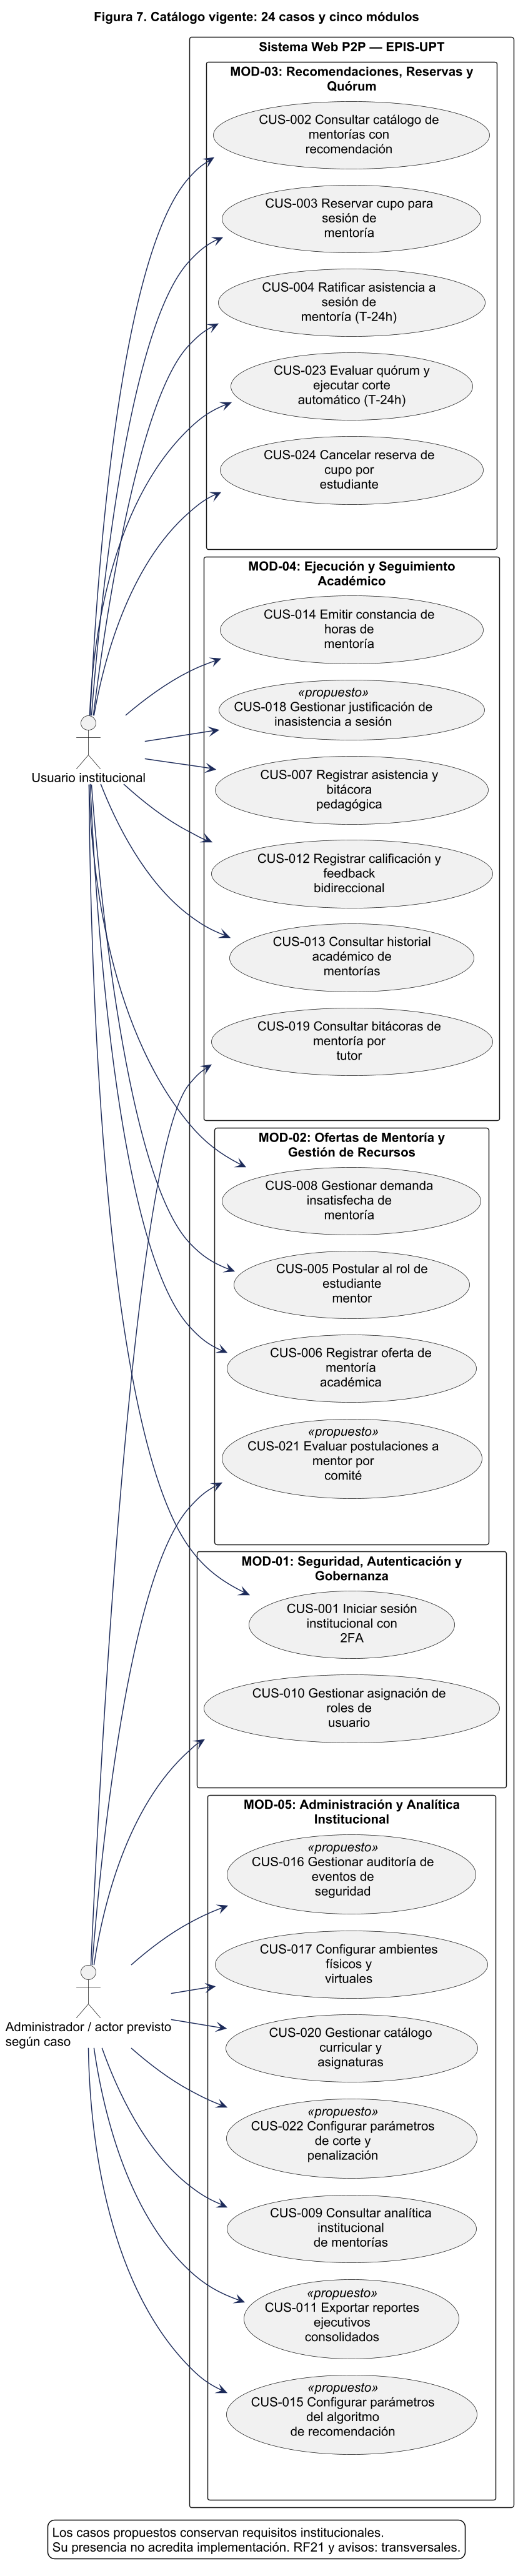 Figura 7. Catálogo vigente: 24 casos y cinco módulos
Sistema Web P2P — EPIS-UPT
MOD-03: Recomendaciones, Reservas y
Quórum
CUS-002 Consultar catálogo de
mentorías con
recomendación
CUS-003 Reservar cupo para
sesión de
mentoría
CUS-004 Ratificar asistencia a
sesión de
mentoría (T-24h)
CUS-023 Evaluar quórum y
ejecutar corte
automático (T-24h)
CUS-024 Cancelar reserva de
cupo por
estudiante
MOD-04: Ejecución y Seguimiento
Académico
CUS-014 Emitir constancia de
horas de
mentoría
«propuesto»
CUS-018 Gestionar justificación de
inasistencia a sesión
CUS-007 Registrar asistencia y
bitácora
pedagógica
CUS-012 Registrar calificación y
feedback
bidireccional
CUS-013 Consultar historial
académico de
mentorías
CUS-019 Consultar bitácoras de
mentoría por
tutor
Usuario institucional
MOD-02: Ofertas de Mentoría y
Gestión de Recursos
CUS-008 Gestionar demanda
insatisfecha de
mentoría
CUS-005 Postular al rol de
estudiante
mentor
CUS-006 Registrar oferta de
mentoría
académica
«propuesto»
CUS-021 Evaluar postulaciones a
mentor por
comité
MOD-01: Seguridad, Autenticación y
Gobernanza
CUS-001 Iniciar sesión
institucional con
2FA
CUS-010 Gestionar asignación de
roles de
usuario
MOD-05: Administración y Analítica
Institucional
«propuesto»
CUS-016 Gestionar auditoría de
eventos de
seguridad
CUS-017 Configurar ambientes
físicos y
virtuales
CUS-020 Gestionar catálogo
curricular y
asignaturas
«propuesto»
CUS-022 Configurar parámetros
de corte y
penalización
CUS-009 Consultar analítica
institucional
de mentorías
«propuesto»
CUS-011 Exportar reportes
ejecutivos
consolidados
«propuesto»
CUS-015 Configurar parámetros
del algoritmo
de recomendación
Administrador / actor previsto
según caso
Los casos propuestos conservan requisitos institucionales.
Su presencia no acredita implementación. RF21 y avisos: transversales.